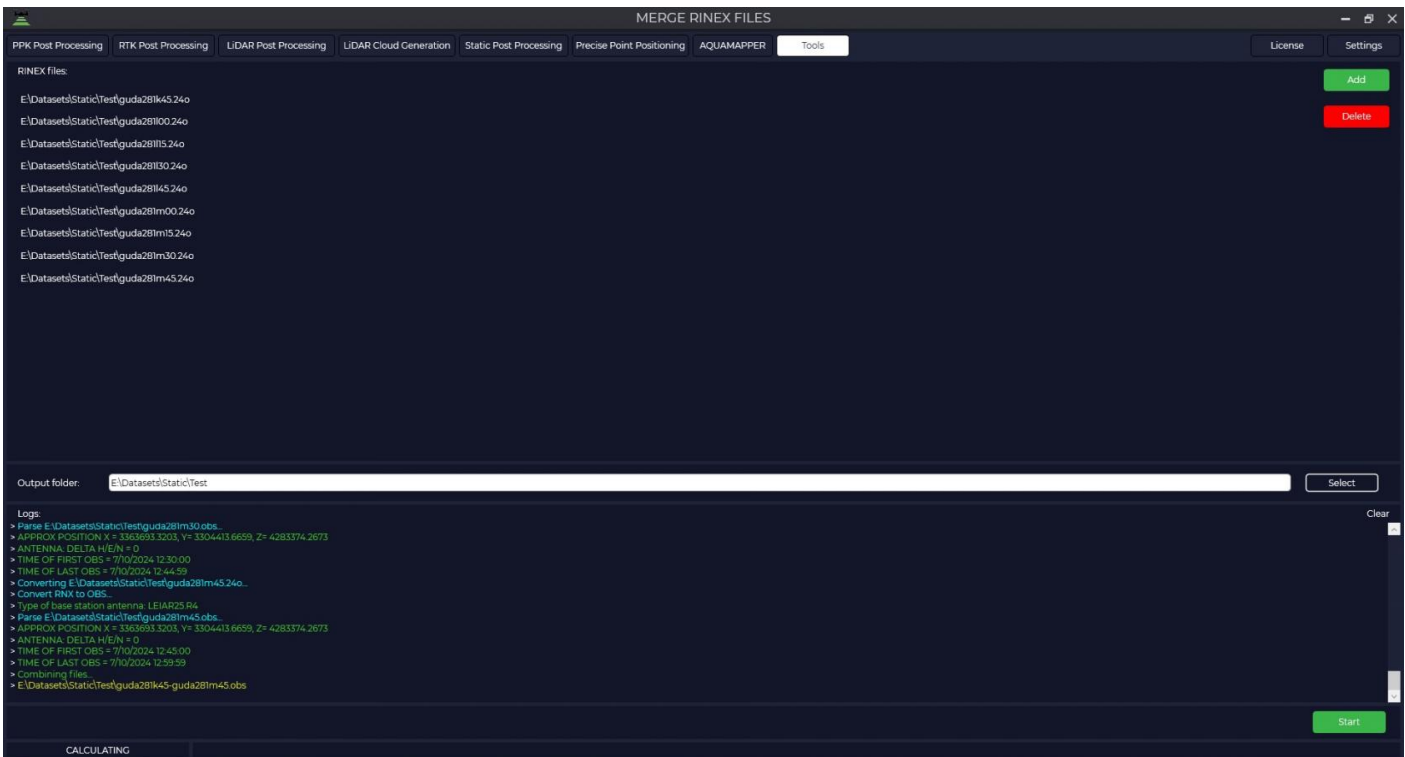 MERGE RINEX FILES
PPK Post Processing RTK Post Processing LiDAR Post Processing LiDAR Cloud Generation Static Post Processing Precise Point Positioning AQUAMAPPER Tools License Settings
RINEX files:
Add
E:\Datasets\Static\Test\guda281k45.24o
E:\Datasets\Static\Test\guda281l00.24o
Delete
E:\Datasets\Static\Test\guda281l15.24o
E:\Datasets\Static\Test\guda281l30.24o
E:\Datasets\Static\Test\guda281l45.24o
E:\Datasets\Static\Test\guda281m00.24o
E:\Datasets\Static\Test\guda281m15.24o
E:\Datasets\Static\Test\guda281m30.24o
E:\Datasets\Static\Test\guda281m45.24o
Output folder: E:\Datasets\Static\Test Select
Logs: Clear
> Parse E:\Datasets\Static\Test\guda281m30.obs...
> APPROX POSITION X = 3363693.3203, Y= 3304413.6659, Z= 4283374.2673
> ANTENNA: DELTA H/E/N = 0
> TIME OF FIRST OBS = 7/10/2024 12:30:00
> TIME OF LAST OBS = 7/10/2024 12:44:59
> Converting E:\Datasets\Static\Test\guda281m45.24o...
> Convert RNX to OBS...
> Type of base station antenna: LEIAR25.R4
> Parse E:\Datasets\Static\Test\guda281m45.obs...
> APPROX POSITION X = 3363693.3203, Y= 3304413.6659, Z= 4283374.2673
> ANTENNA: DELTA H/E/N = 0
> TIME OF FIRST OBS = 7/10/2024 12:45:00
> TIME OF LAST OBS = 7/10/2024 12:59:59
> Combining files...
> E:\Datasets\Static\Test\guda281k45-guda281m45.obs
Start
CALCULATING